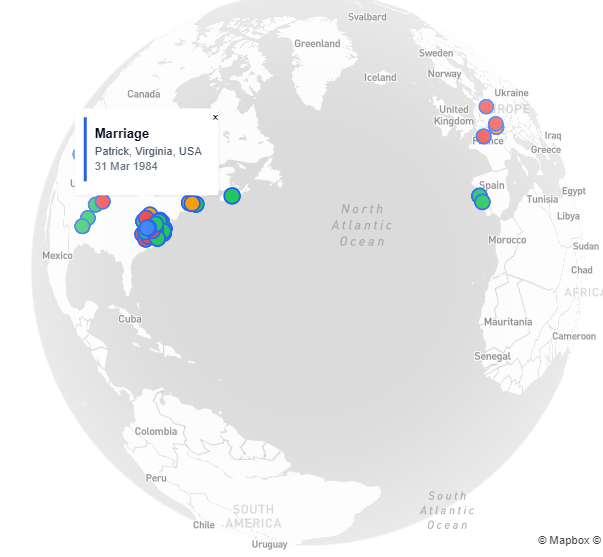 Svalbard
Greenland
Sweden
Iceland
Norway
Canada
Ukraine
United
Kingdom
×
Marriage
Patrick, Virginia, USA
31 Mar 1984
Iraq
France
Greece
Spain
Egypt
Tunisia
North
Atlantic
Ocean
Libya
Morocco
Sudan
Mexico
Chad
Cuba
Mauritania
Cameroon
Senegal
Colombia
Peru
SOUTH
AMERICA
South
Atlantic
Ocean
Chile
Uruguay
© Mapbox ©